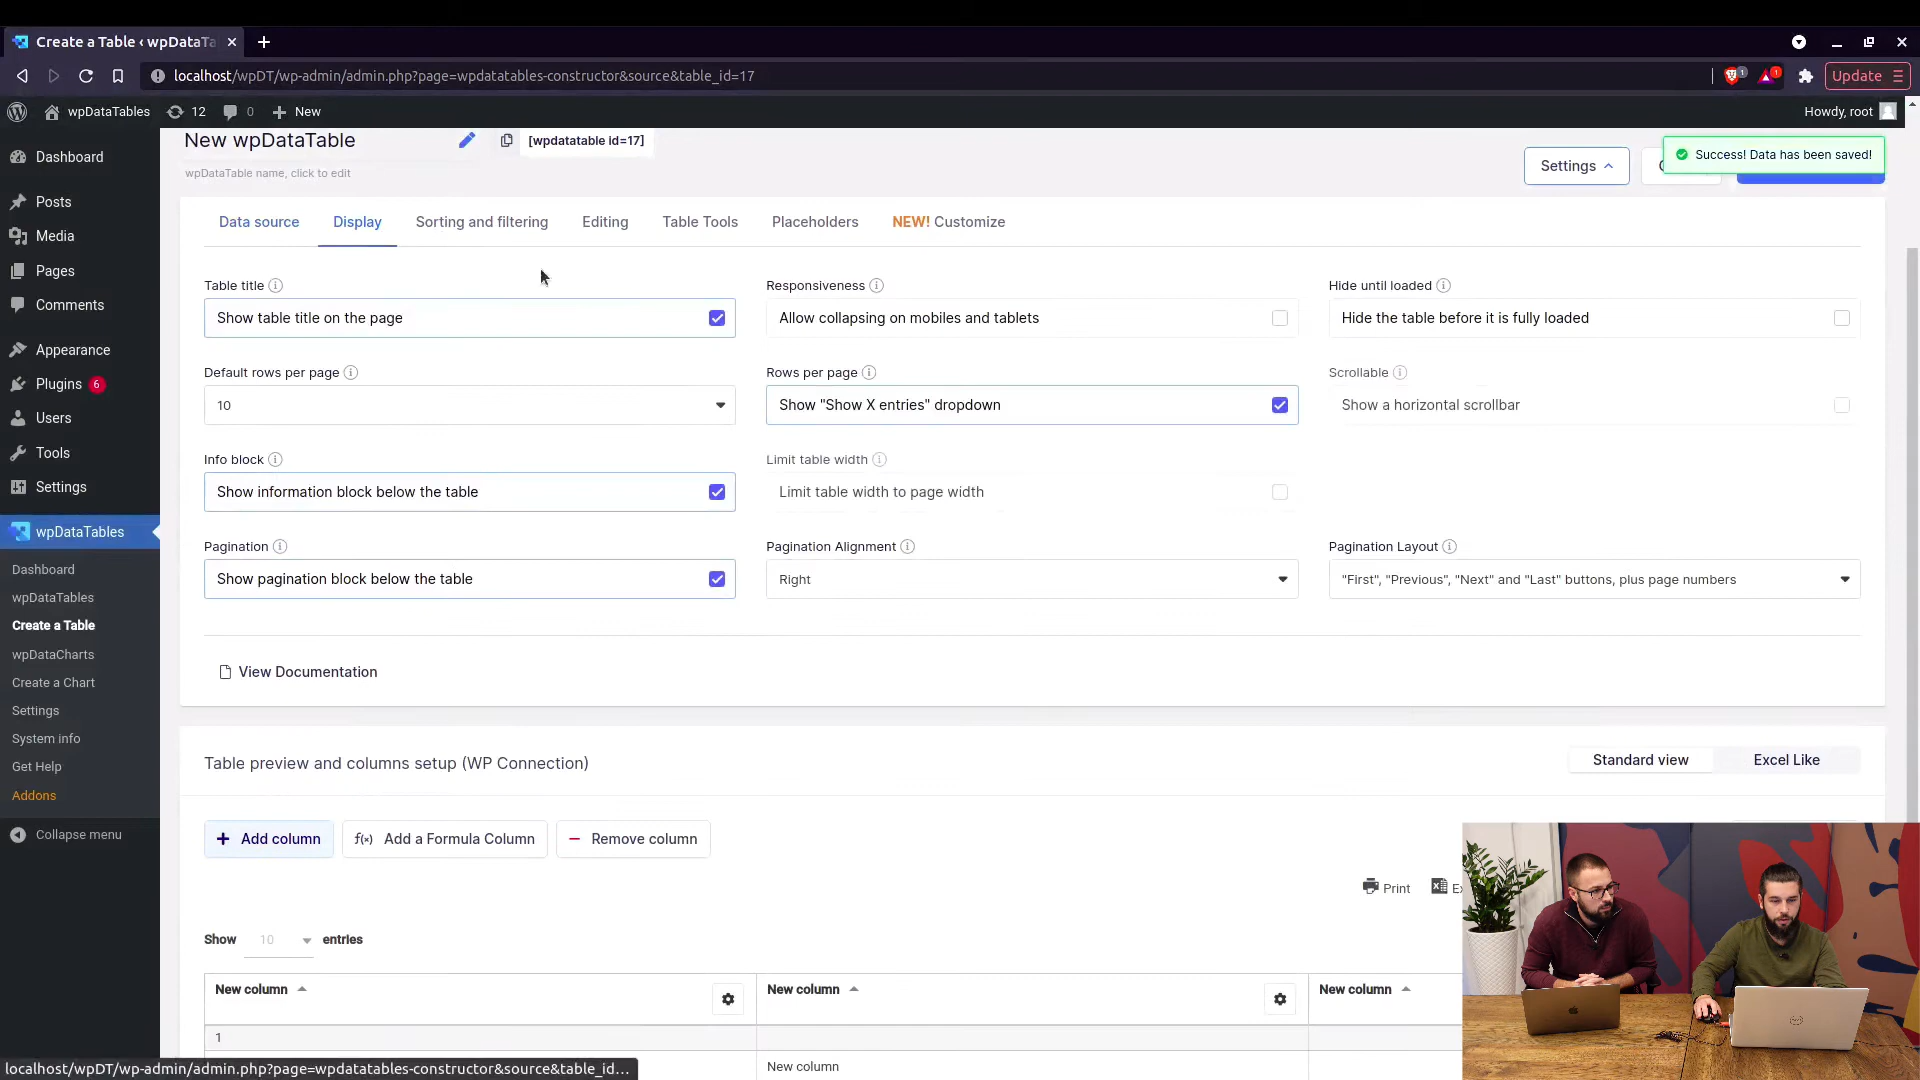 Create a Table ‹ wpDataTa
localhost/wpDT/wp-admin/admin.php?page=wpdatatables-constructor&source&table_id=17
1
1
Update
wpDataTables
12
0
New
Howdy, root
Dashboard
Posts
Media
Pages
Comments
Appearance
Plugins 6
Users
Tools
Settings
wpDataTables
Dashboard
wpDataTables
Create a Table
wpDataCharts
Create a Chart
Settings
System info
Get Help
Addons
Collapse menu
New wpDataTable
[wpdatatable id=17]
wpDataTable name, click to edit
Settings
Success! Data has been saved!
Data source
Display
Sorting and filtering
Editing
Table Tools
Placeholders
NEW! Customize
Table title
Show table title on the page
Responsiveness
Allow collapsing on mobiles and tablets
Hide until loaded
Hide the table before it is fully loaded
Default rows per page
10
Rows per page
Show "Show X entries" dropdown
Scrollable
Show a horizontal scrollbar
Info block
Show information block below the table
Limit table width
Limit table width to page width
Pagination
Show pagination block below the table
Pagination Alignment
Right
Pagination Layout
"First", "Previous", "Next" and "Last" buttons, plus page numbers
View Documentation
Table preview and columns setup (WP Connection)
Standard view
Excel Like
Add column
f(x) Add a Formula Column
Remove column
Print
Show 10 entries
New column
New column
New column
1
New column
localhost/wpDT/wp-admin/admin.php?page=wpdatatables-constructor&source&table_id...